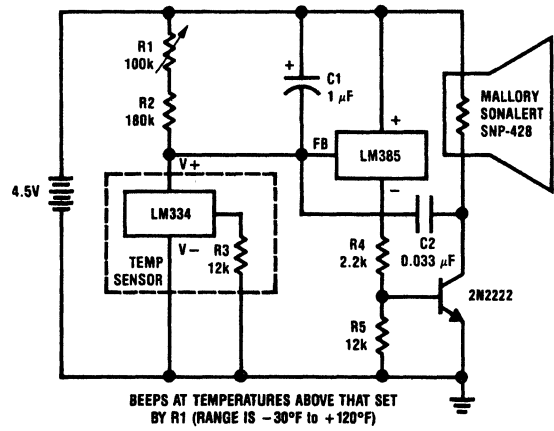 R1
100k
R2
180k
+
C1
1 μF
MALLORY
SONALERT
SNP-428
FB
+
LM385
−
4.5V
V+
LM334
V−
TEMP
SENSOR
R3
12k
R4
2.2k
C2
0.033 μF
2N2222
R5
12k
BEEPS AT TEMPERATURES ABOVE THAT SET
BY R1 (RANGE IS −30°F to +120°F)